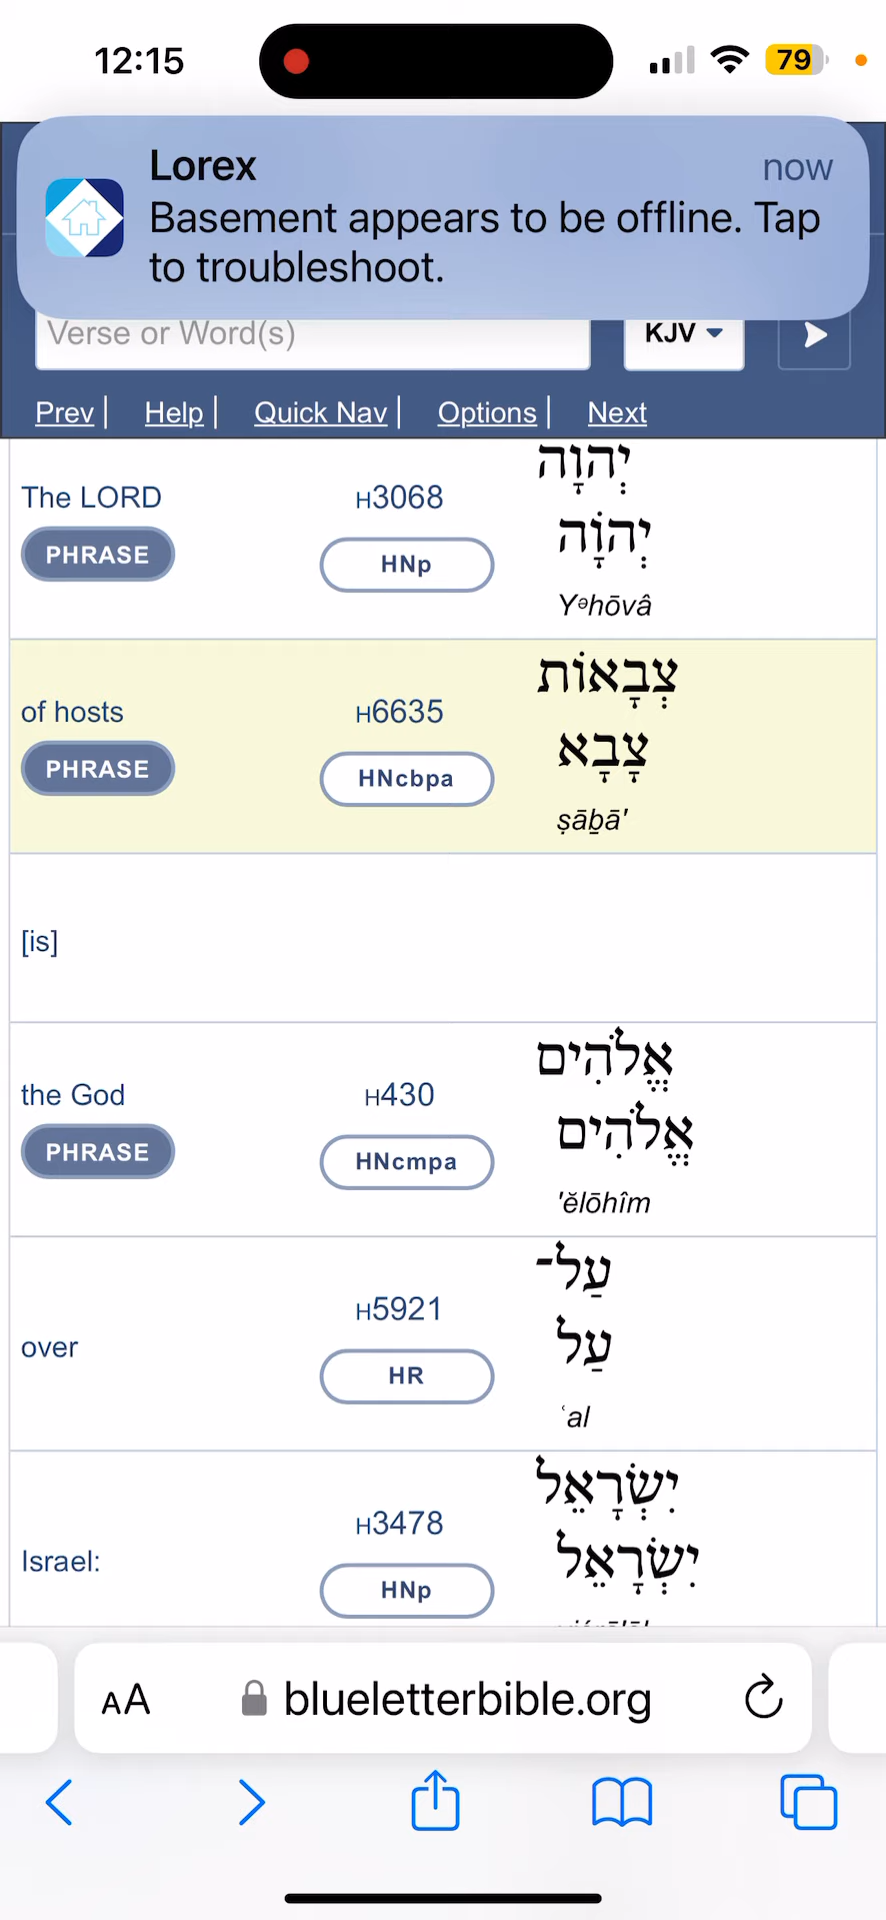 12:15
79
Lorex
now
Basement appears to be offline. Tap
to troubleshoot.
Verse or Word(s)
KJV
Prev | Help | Quick Nav | Options | Next
The LORD
PHRASE
H3068
HNp
יְהוָה
יְהֹוָה
Yᵊhōvâ
of hosts
PHRASE
H6635
HNcbpa
צְבָאוֹת
צָבָא
ṣāḇā'
[is]
the God
PHRASE
H430
HNcmpa
אֱלֹהִים
אֱלֹהִים
'ĕlōhîm
over
H5921
HR
עַל־
עַל
ʿal
Israel:
H3478
HNp
יִשְׂרָאֵל
יִשְׂרָאֵל
AA
blueletterbible.org